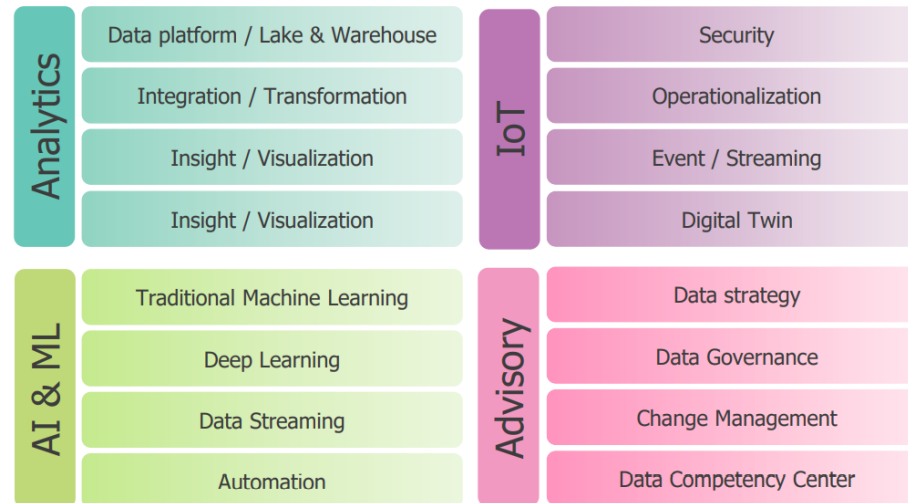 Analytics
Data platform / Lake & Warehouse
Integration / Transformation
Insight / Visualization
Insight / Visualization
IoT
Security
Operationalization
Event / Streaming
Digital Twin
AI & ML
Traditional Machine Learning
Deep Learning
Data Streaming
Automation
Advisory
Data strategy
Data Governance
Change Management
Data Competency Center